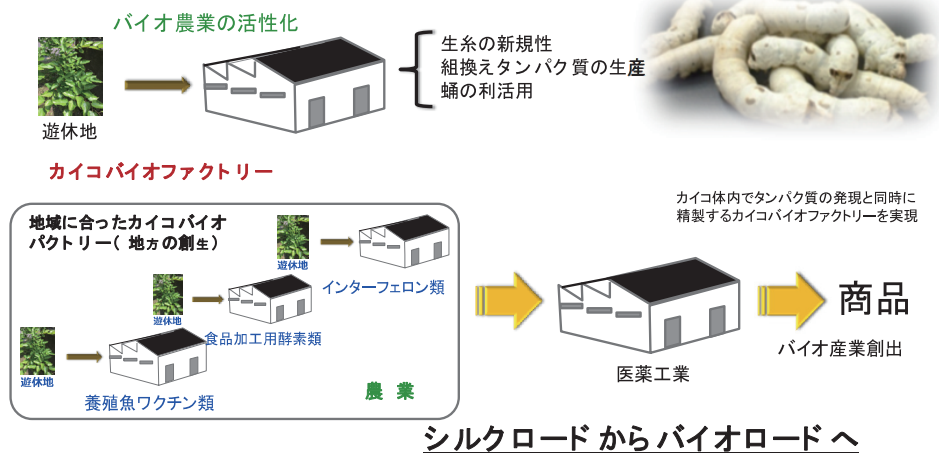 バイオ農業の活性化
生糸の新規性
組換えタンパク質の生産
蛹の利活用
遊休地
カイコバイオファクトリー
カイコ体内でタンパク質の発現と同時に
精製するカイコバイオファクトリーを実現
地域に合ったカイコバイオ
パクトリー( 地方の創生)
遊休地
インターフェロン類
遊休地
食品加工用酵素類
遊休地
養殖魚ワクチン類
農 業
医薬工業
商品
バイオ産業創出
シルクロード からバイオロード へ